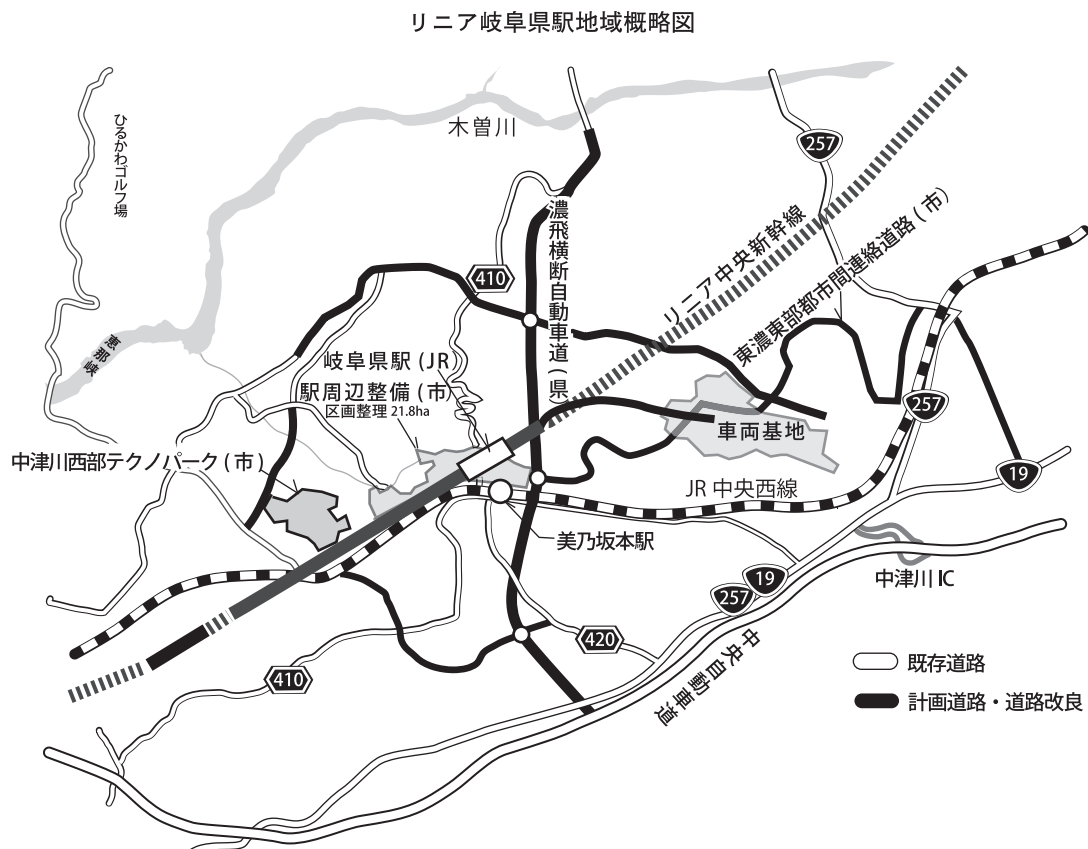 リニア岐阜県駅地域概略図
木曽川
ひるかわゴルフ場
257
410
濃飛横断自動車道(県)
リニア中央新幹線
東濃東部都市間連絡道路(市)
恵那峡
岐阜県駅(JR)
駅周辺整備(市)
区画整理 21.8ha
中津川西部テクノパーク(市)
車両基地
257
19
JR中央西線
美乃坂本駅
中津川IC
19
257
420
410
中央自動車道
既存道路
計画道路・道路改良